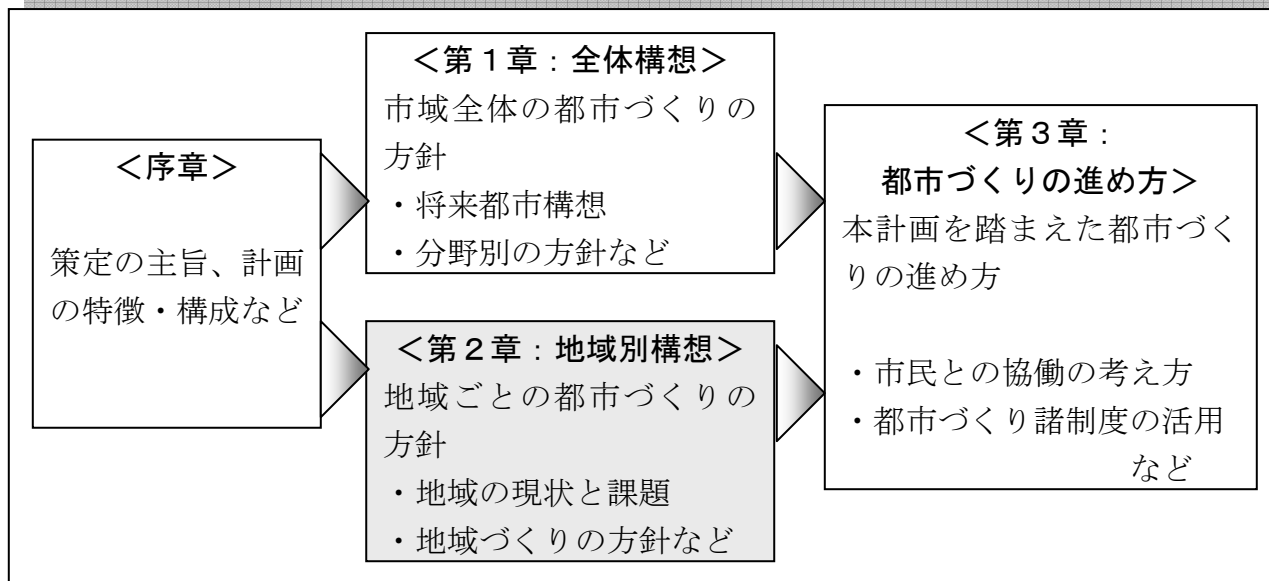 ＜序章＞
策定の主旨、計画
の特徴・構成など
＜第１章：全体構想＞
市域全体の都市づくりの
方針
・将来都市構想
・分野別の方針など
＜第２章：地域別構想＞
地域ごとの都市づくりの
方針
・地域の現状と課題
・地域づくりの方針など
＜第３章：
都市づくりの進め方＞
本計画を踏まえた都市づく
りの進め方
・市民との協働の考え方
・都市づくり諸制度の活用
など